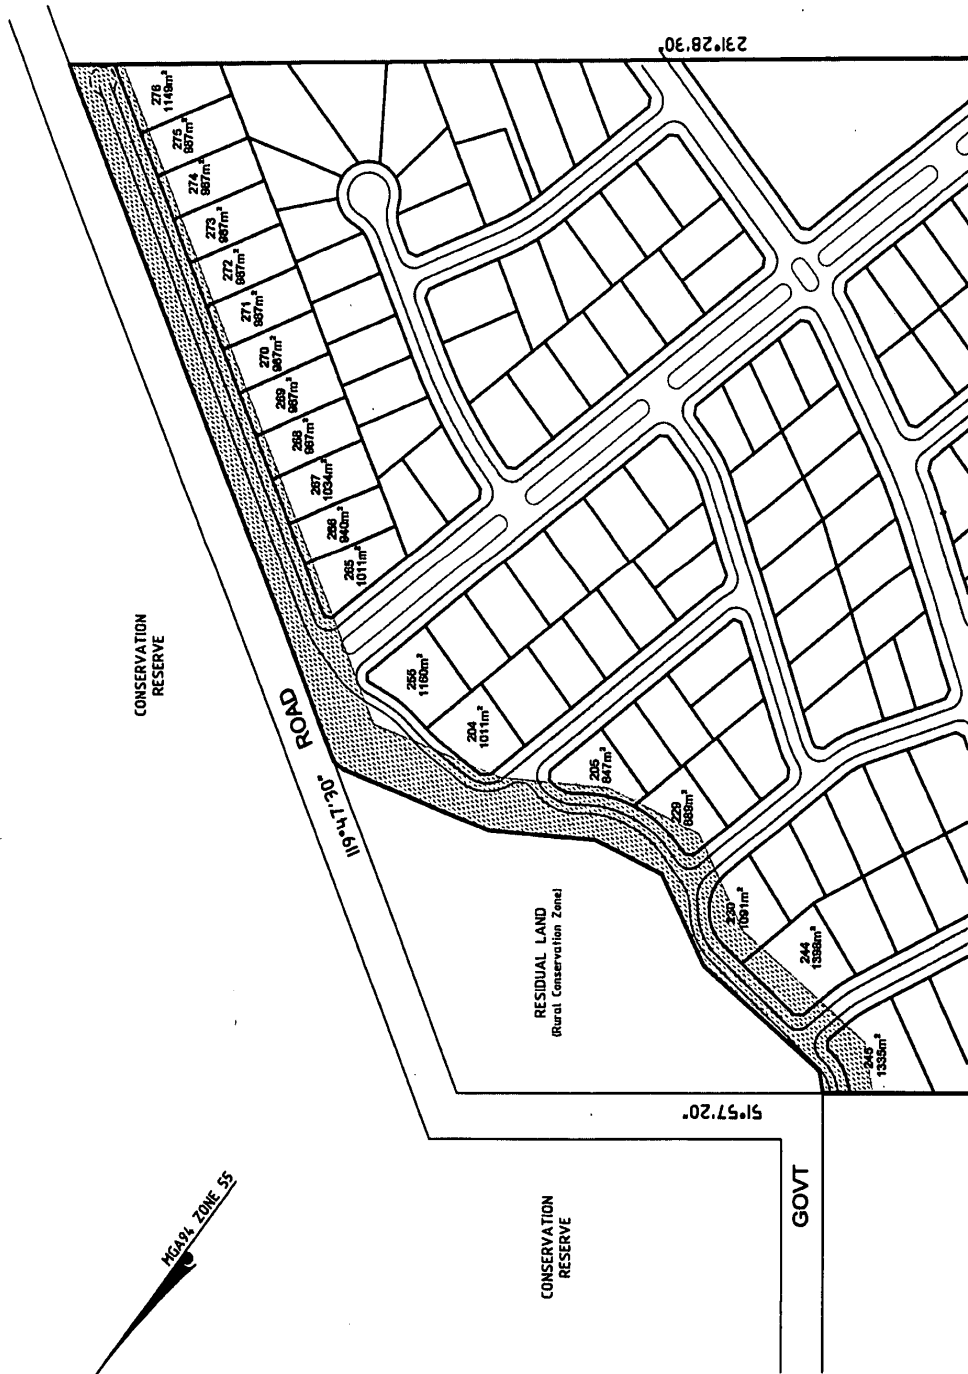 231°28'30"
276
1149m²
275
987m²
274
987m²
273
987m²
272
987m²
271
987m²
270
987m²
269
987m²
268
987m²
267
1034m²
266
940m²
265
1011m²
CONSERVATION
RESERVE
ROAD
119°47'30"
255
1160m²
204
1011m²
205
847m²
229
689m²
230
1091m²
244
1398m²
245
1335m²
RESIDUAL LAND
(Rural Conservation Zone)
51°57'20"
GOVT
MGA94 ZONE 55
CONSERVATION
RESERVE